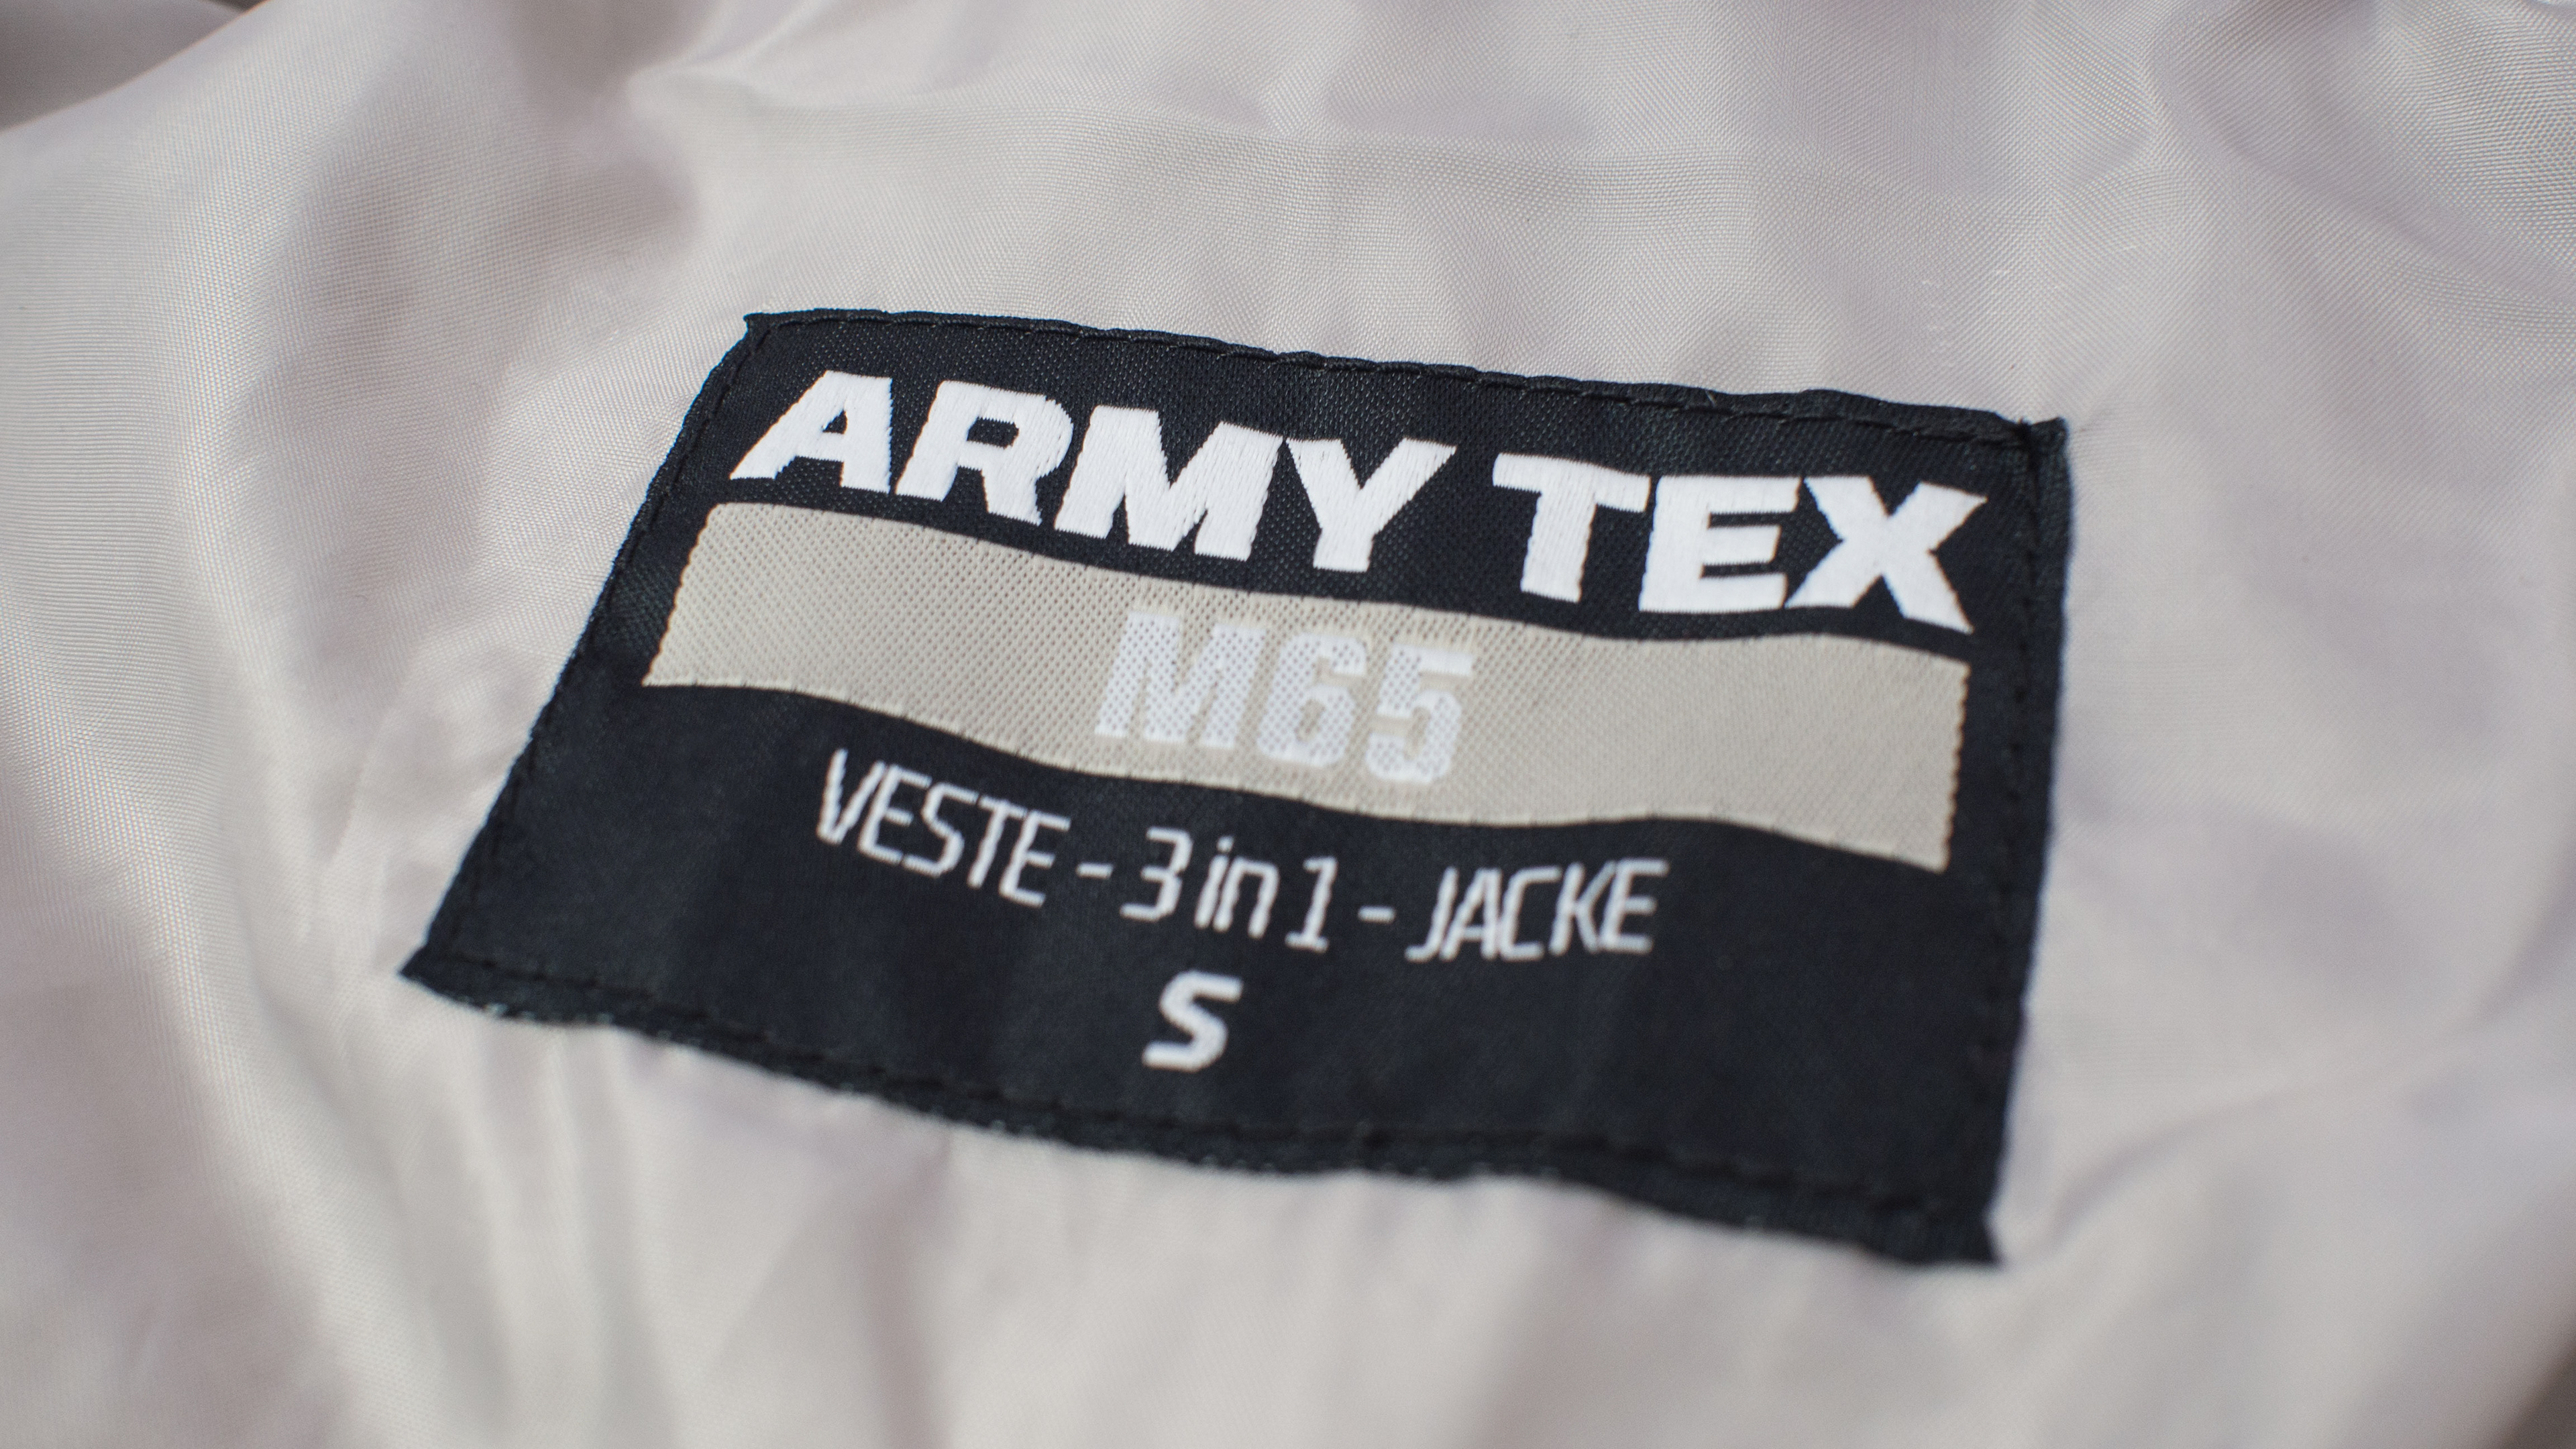 ARMY TEX
M65
VESTE - 3 in 1 - JACKE
S